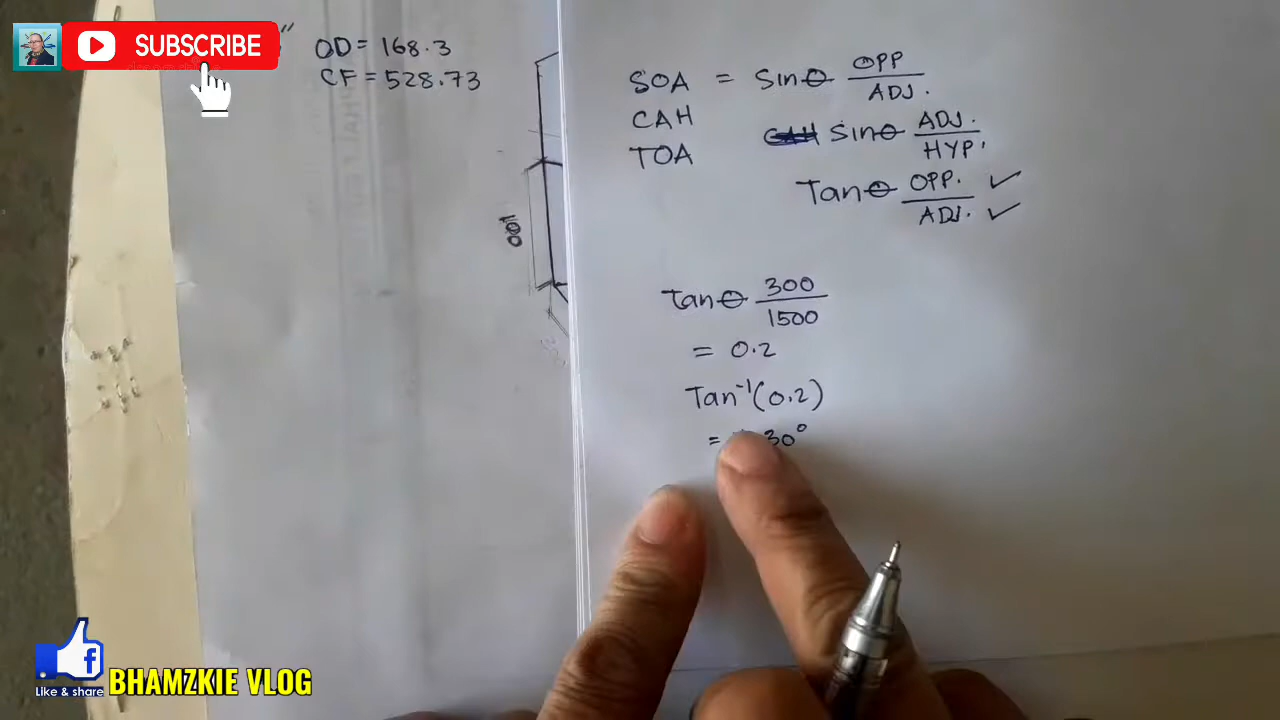 SUBSCRIBE
OD = 168.3
CF = 528.73
SOA = Sinθ OPP/ADJ.
CAH CAH Sinθ ADJ./HYP.
TOA
Tanθ OPP. ✓/ADJ. ✓
1100
Tanθ 300/1500
= 0.2
Tan⁻¹(0.2)
= 30°
f
Like & share
BHAMZKIE VLOG